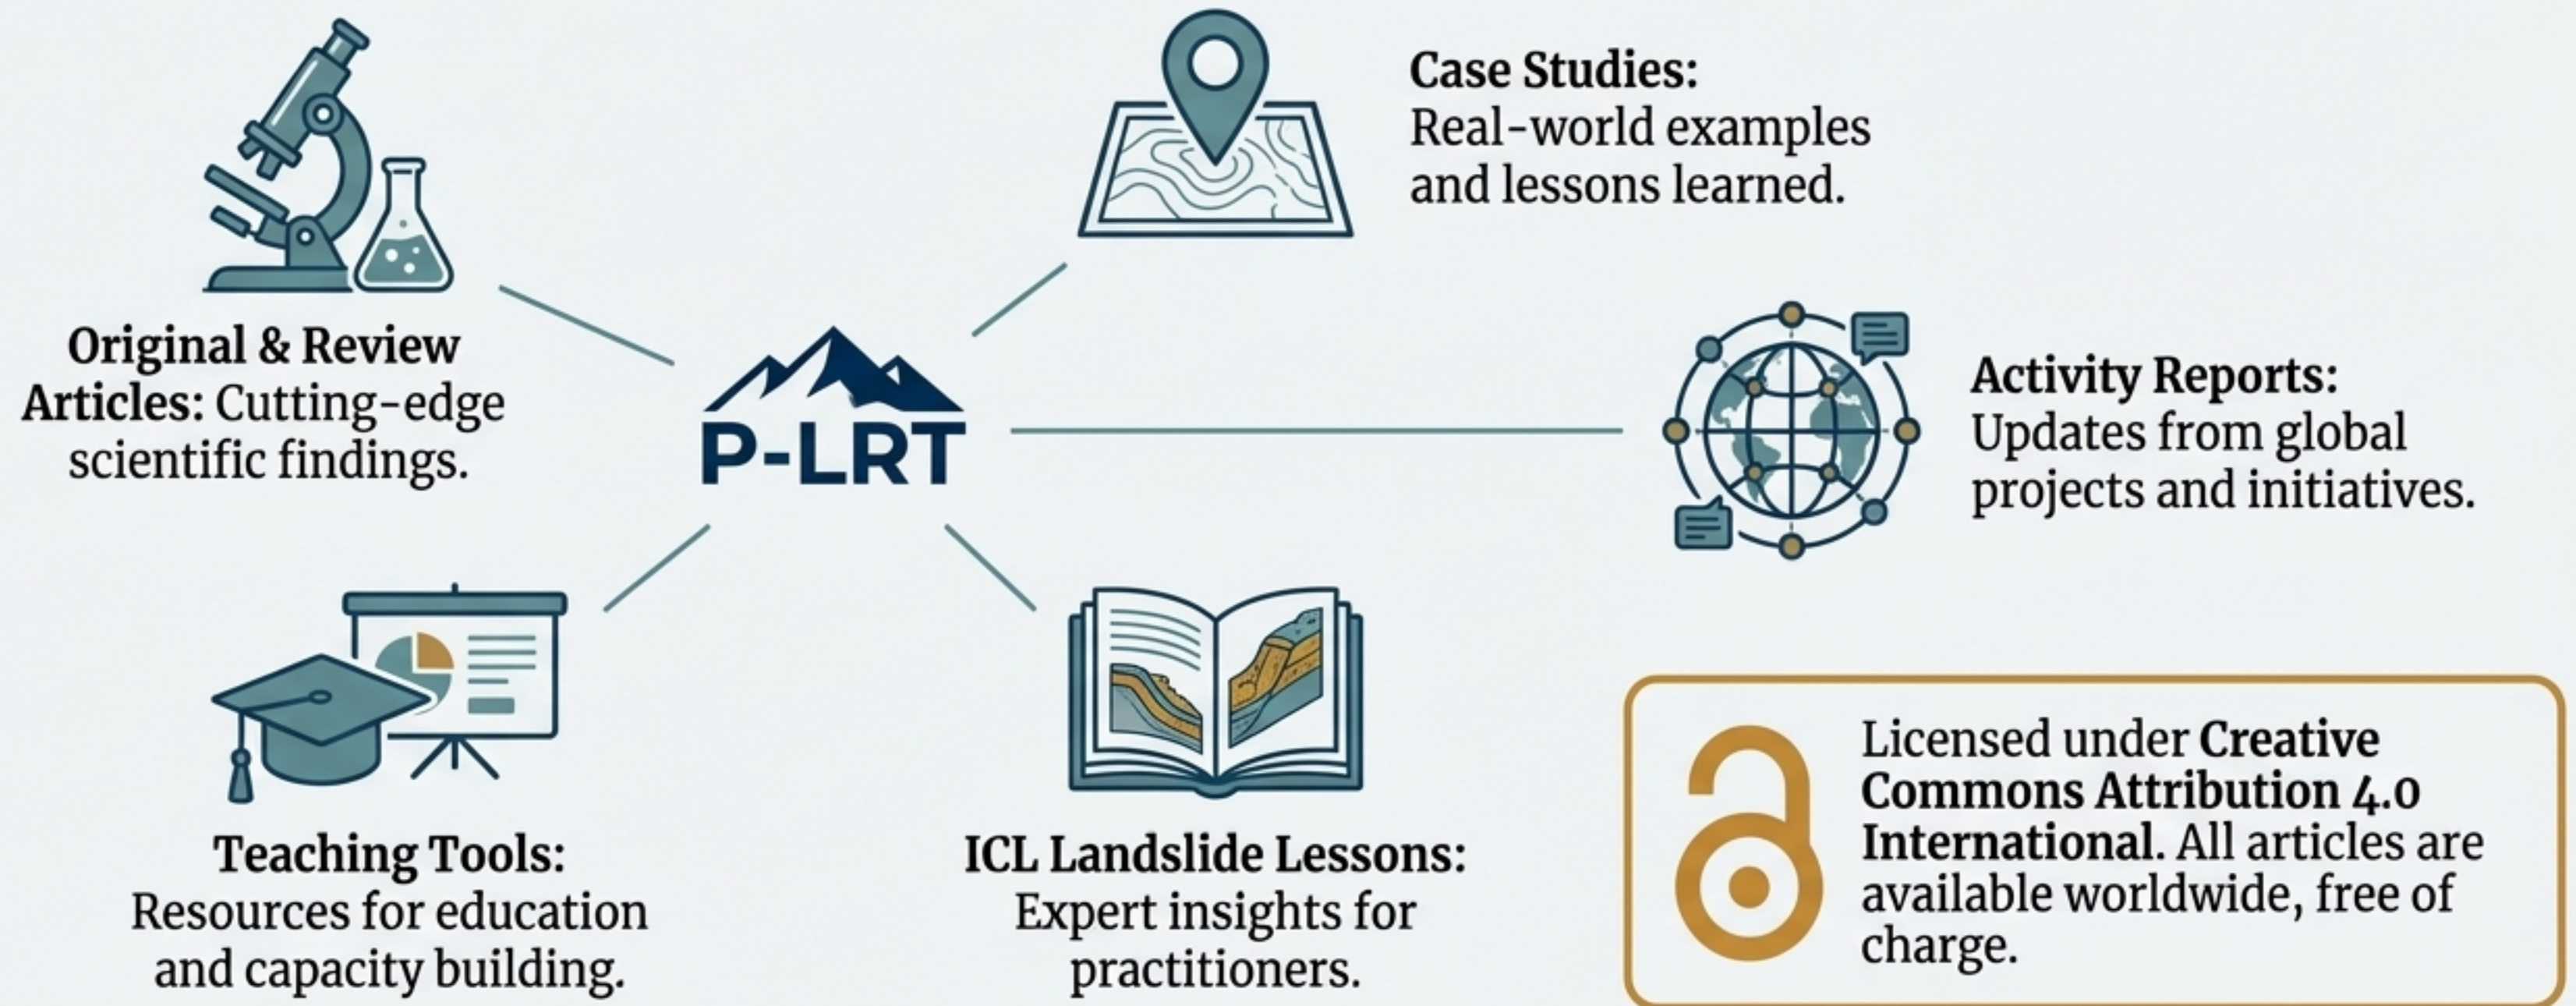 Case Studies:
Real-world examples
and lessons learned.
Original & Review
Articles: Cutting-edge
scientific findings.
P-LRT
Activity Reports:
Updates from global
projects and initiatives.
Teaching Tools:
Resources for education
and capacity building.
ICL Landslide Lessons:
Expert insights for
practitioners.
Licensed under Creative
Commons Attribution 4.0
International. All articles are
available worldwide, free of
charge.